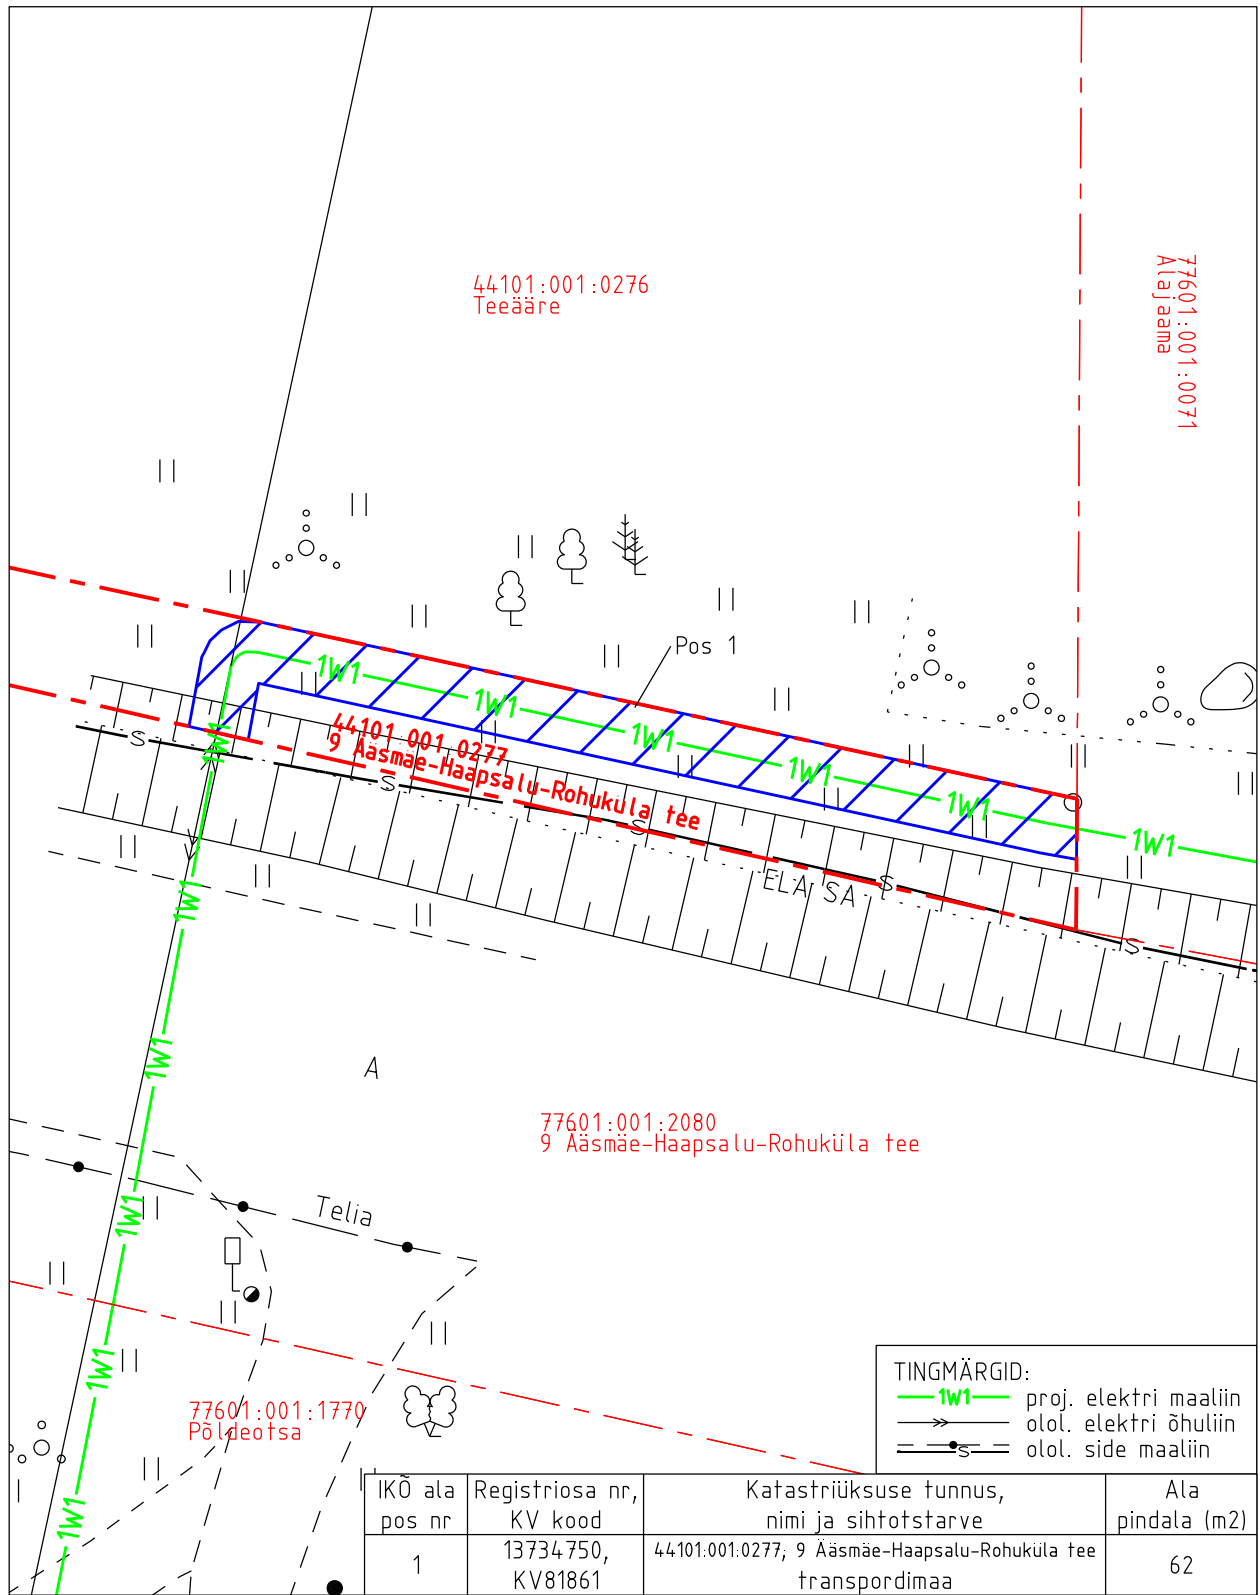 44101:001:0276
Teeääre
77601:001:0071
Alajaama
Pos 1
1W1
1W1
1W1
1W1
1W1
1W1
1W1
44101:001:0277
9 Ääsmäe-Haapsalu-Rohuküla tee
S
S
S
S
S
ELA SA
1W1
1W1
A
77601:001:2080
9 Ääsmäe-Haapsalu-Rohuküla tee
1W1
Telia
1W1
77601:001:1770
Põldeotsa
1W1
TINGMÄRGID:
1W1 proj. elektri maaliin
olol. elektri õhuliin
S olol. side maaliin
IKÕ ala pos nr
Registriosa nr, KV kood
Katastriüksuse tunnus, nimi ja sihtotstarve
Ala pindala (m2)
1
13734750, KV81861
44101:001:0277; 9 Ääsmäe-Haapsalu-Rohuküla tee transpordimaa
62